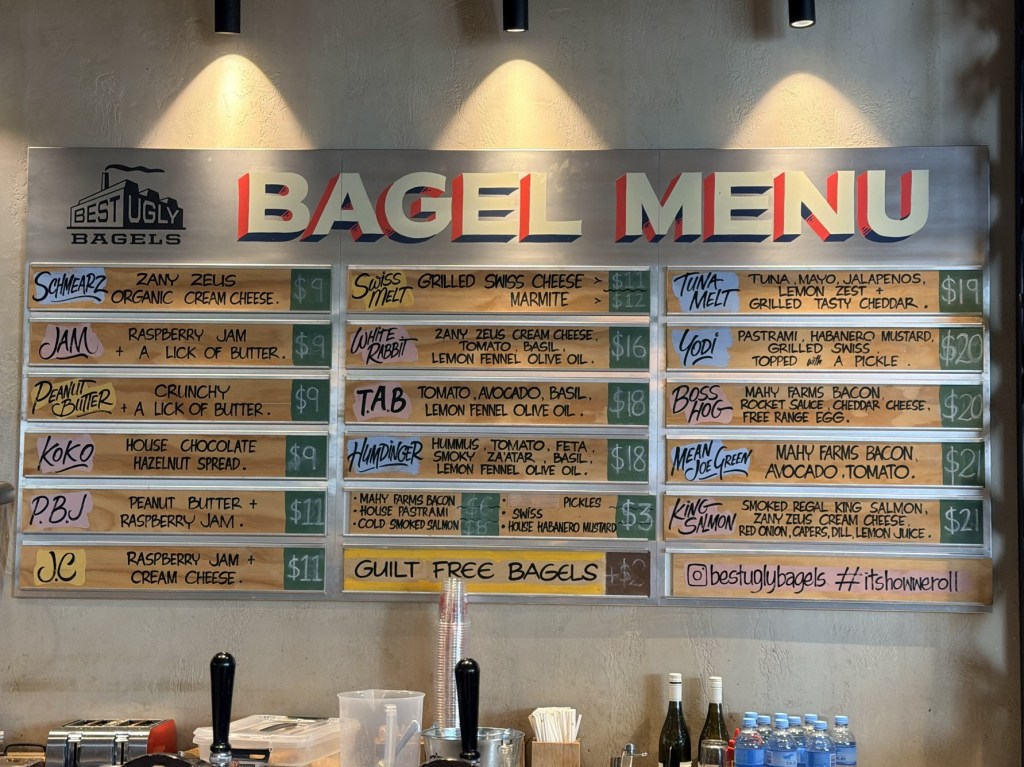 BEST UGLY
BAGELS
BAGEL MENU
SCHMEARZ
ZANY ZEUS
ORGANIC CREAM CHEESE.
$9
JAM
RASPBERRY JAM
+ A LICK OF BUTTER.
$9
PEANUT
BUTTER
CRUNCHY
+ A LICK OF BUTTER.
$9
KOKO
HOUSE CHOCOLATE
HAZELNUT SPREAD.
$9
P.B.J
PEANUT BUTTER +
RASPBERRY JAM.
$11
J.C
RASPBERRY JAM +
CREAM CHEESE.
$11
SWISS
MELT
GRILLED SWISS CHEESE > $11
MARMITE > $12
WHITE
RABBIT
ZANY ZEUS CREAM CHEESE,
TOMATO, BASIL,
LEMON FENNEL OLIVE OIL.
$16
T.A.B
TOMATO, AVOCADO, BASIL,
LEMON FENNEL OLIVE OIL.
$18
HUMDINGER
HUMMUS, TOMATO, FETA,
SMOKY ZA'ATAR, BASIL,
LEMON FENNEL OLIVE OIL.
$18
• MAHY FARMS BACON
• HOUSE PASTRAMI
• COLD SMOKED SALMON
• PICKLES
• SWISS
• HOUSE HABANERO MUSTARD
$3
GUILT FREE BAGELS +$2
TUNA
MELT
TUNA, MAYO, JALAPENOS,
LEMON ZEST +
GRILLED TASTY CHEDDAR.
$19
YODI
PASTRAMI, HABANERO MUSTARD,
GRILLED SWISS
TOPPED with A PICKLE.
$20
BOSS
HOG
MAHY FARMS BACON
ROCKET SAUCE, CHEDDAR CHEESE,
FREE RANGE EGG.
$20
MEAN
JOE GREEN
MAHY FARMS BACON,
AVOCADO, TOMATO.
$21
KING
SALMON
SMOKED REGAL KING SALMON,
ZANY ZEUS CREAM CHEESE,
RED ONION, CAPERS, DILL, LEMON JUICE.
$21
bestuglybagels #itshowweroll